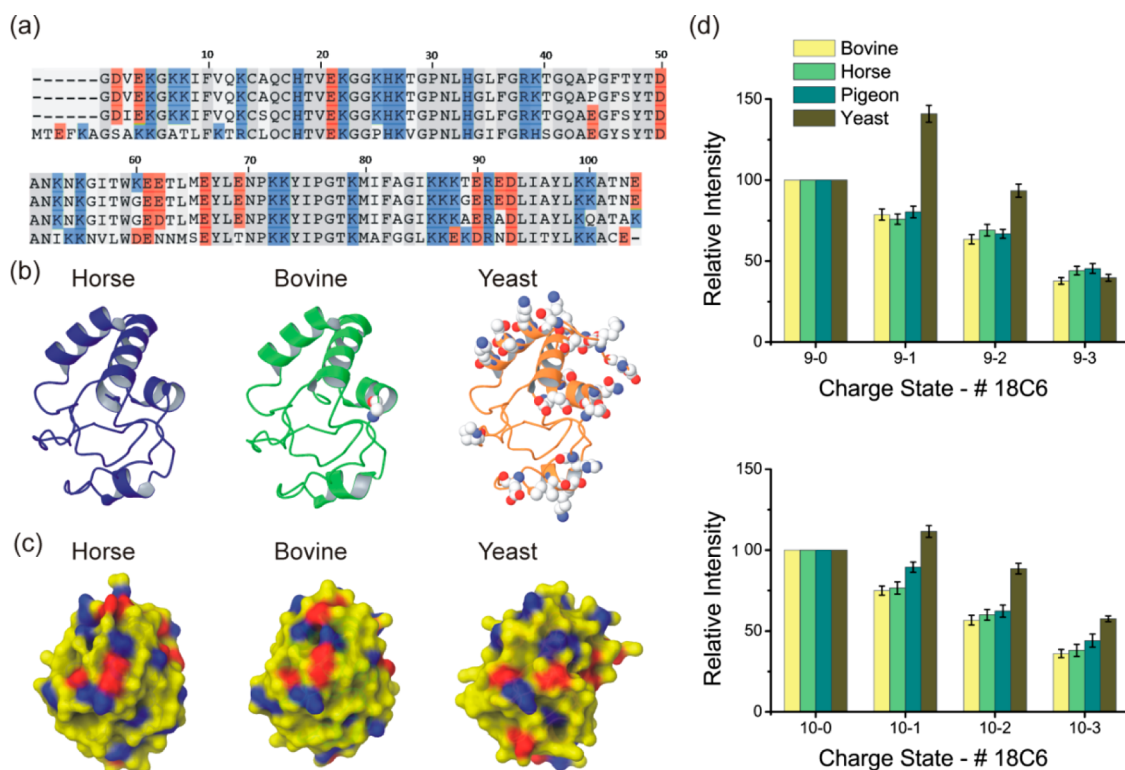 (a)
10 20 30 40 50
------GDVEKGKKIFVQKCAQCHTVEKGGKHKTGPNLHGLFGRKTGQAPGFTYTD
------GDVEKGKKIFVQKCAQCHTVEKGGKHKTGPNLHGLFGRKTGQAPGFSYTD
------GDIEKGKKIFVQKCSQCHTVEKGGKHKTGPNLHGLFGRKTGQAEGFSYTD
MTEFKAGSAKKGATLFKTRCLQCHTVEKGGPHKVGPNLHGIFGRHSGQAEGYSYTD
60 70 80 90 100
ANKNKGITWKEETLMEYLENPKKYIPGTKMIFAGIKKKTEREDLIAYLKKATNE
ANKNKGITWGEETLMEYLENPKKYIPGTKMIFAGIKKKGERADLIAYLKKATNE
ANKNKGITWGEDTLMEYLENPKKYIPGTKMIFAGIKKKAERADLIAYLKQATAK
ANIKKNVLWDENNMSEYLTNPKKYIPGTKMAFGGLKKEKDRNDLITYLKKACE-
(b)
Horse Bovine Yeast
(c)
Horse Bovine Yeast
(d)
Bovine
Horse
Pigeon
Yeast
150
100
50
0
Relative Intensity
9-0 9-1 9-2 9-3
Charge State - # 18C6
150
100
50
0
Relative Intensity
10-0 10-1 10-2 10-3
Charge State - # 18C6